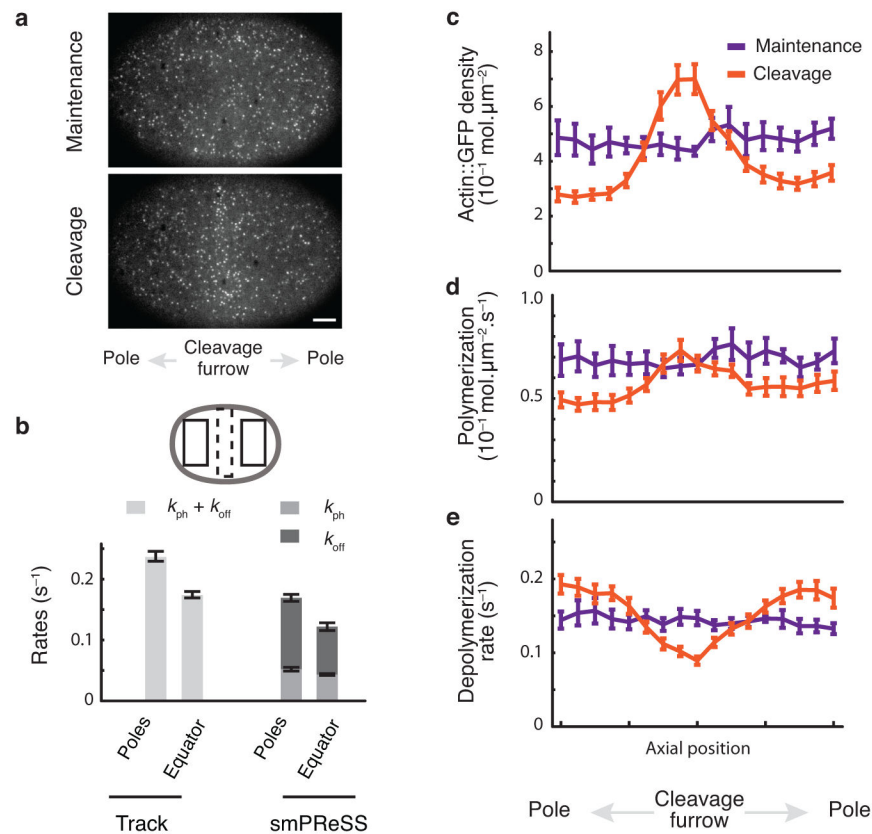 a
Maintenance
Cleavage
Pole
Cleavage
furrow
Pole
b
k_ph + k_off
k_ph
k_off
Rates (s⁻¹)
0.2
0.1
0
Poles
Equator
Poles
Equator
Track
smPReSS
c
Maintenance
Cleavage
Actin::GFP density
(10⁻¹ mol.µm⁻²)
8
6
4
2
0
d
Polymerization
(10⁻¹ mol.µm⁻².s⁻¹)
1.0
0.5
0
e
Depolymerization
rate (s⁻¹)
0.2
0.1
0
Axial position
Pole
Cleavage
furrow
Pole